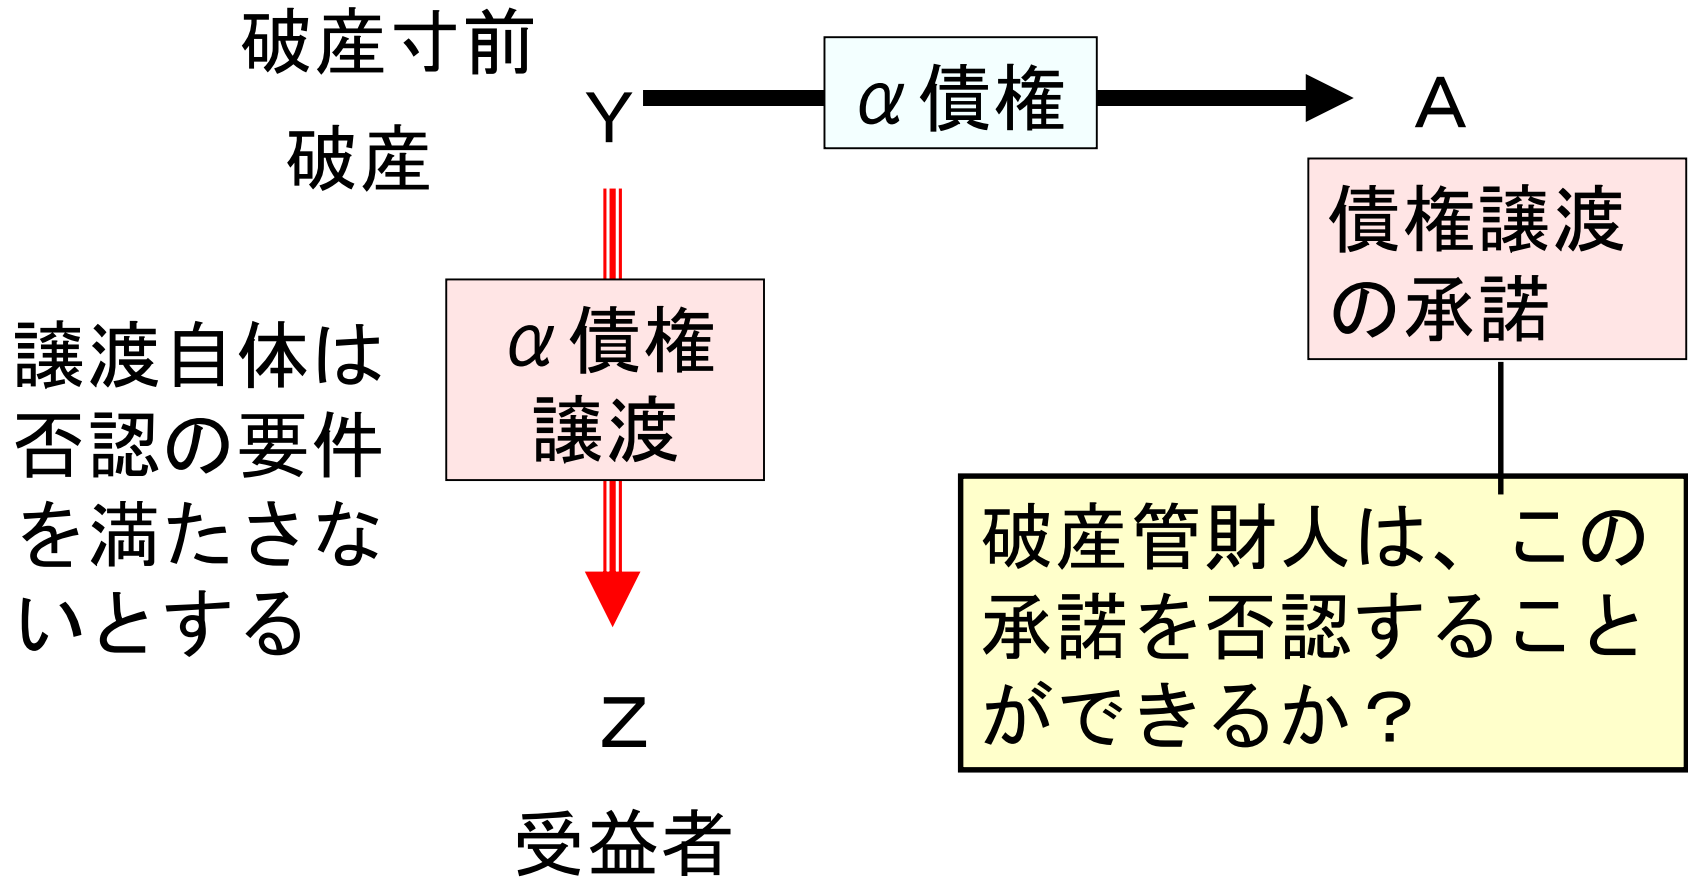 破産寸前
破産
Ｙ
α債権
Ａ
債権譲渡
の承諾
譲渡自体は
否認の要件
を満たさな
いとする
α債権
譲渡
破産管財人は、この
承諾を否認すること
ができるか？
Ｚ
受益者